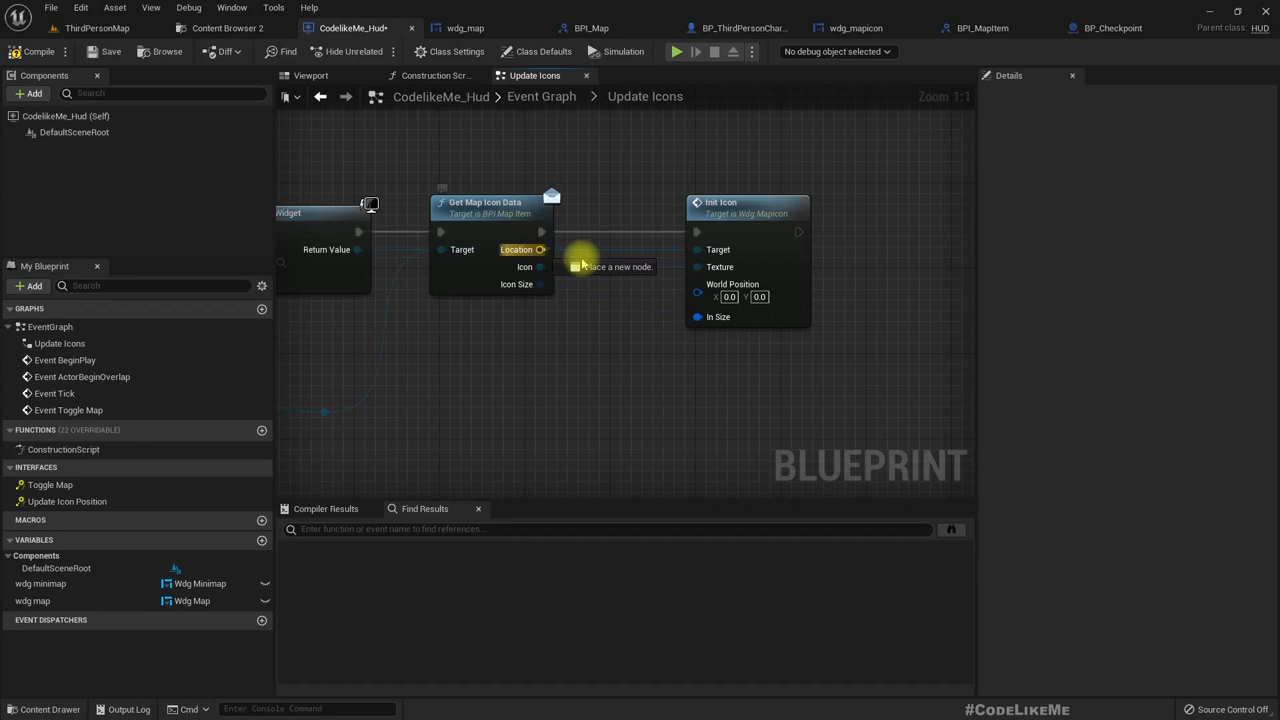 File Edit Asset View Debug Window Tools Help
ThirdPersonMap Content Browser 2 CodelikeMe_Hud* wdg_map BPI_Map BP_ThirdPersonChar... wdg_mapicon BPI_MapItem BP_Checkpoint Parent class: HUD
Compile Save Browse Diff Find Hide Unrelated Class Settings Class Defaults Simulation No debug object selected
Components Viewport Construction Scr... Update Icons Details
Add Search CodelikeMe_Hud Event Graph Update Icons Zoom 1:1
CodelikeMe_Hud (Self)
DefaultSceneRoot
Widget
Return Value
Get Map Icon Data
Target is BPI Map Item
Target Location
Icon
Icon Size
Place a new node.
Init Icon
Target is Wdg Mapicon
Target
Texture
World Position
X 0.0 Y 0.0
In Size
BLUEPRINT
My Blueprint
Add Search
GRAPHS
EventGraph
Update Icons
Event BeginPlay
Event ActorBeginOverlap
Event Tick
Event Toggle Map
FUNCTIONS (22 OVERRIDABLE)
ConstructionScript
INTERFACES
Toggle Map
Update Icon Position
MACROS
VARIABLES
Components
DefaultSceneRoot
wdg minimap Wdg Minimap
wdg map Wdg Map
EVENT DISPATCHERS
Compiler Results Find Results
Enter function or event name to find references...
Content Drawer Output Log Cmd Enter Console Command #CODELIKEME Source Control Off